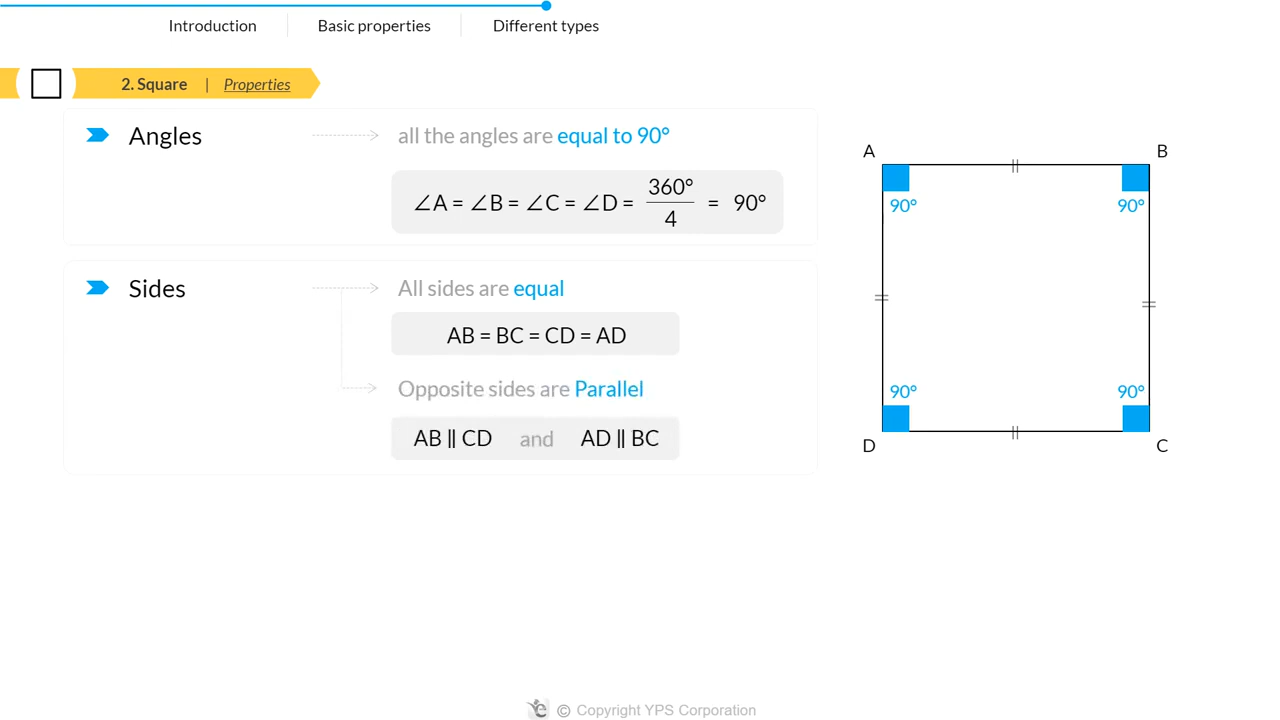 Introduction
Basic properties
Different types
2. Square | Properties
Angles
all the angles are equal to 90°
∠A = ∠B = ∠C = ∠D = 360°/4 = 90°
Sides
All sides are equal
AB = BC = CD = AD
Opposite sides are Parallel
AB || CD and AD || BC
A
B
90°
90°
90°
90°
D
C
© Copyright YPS Corporation